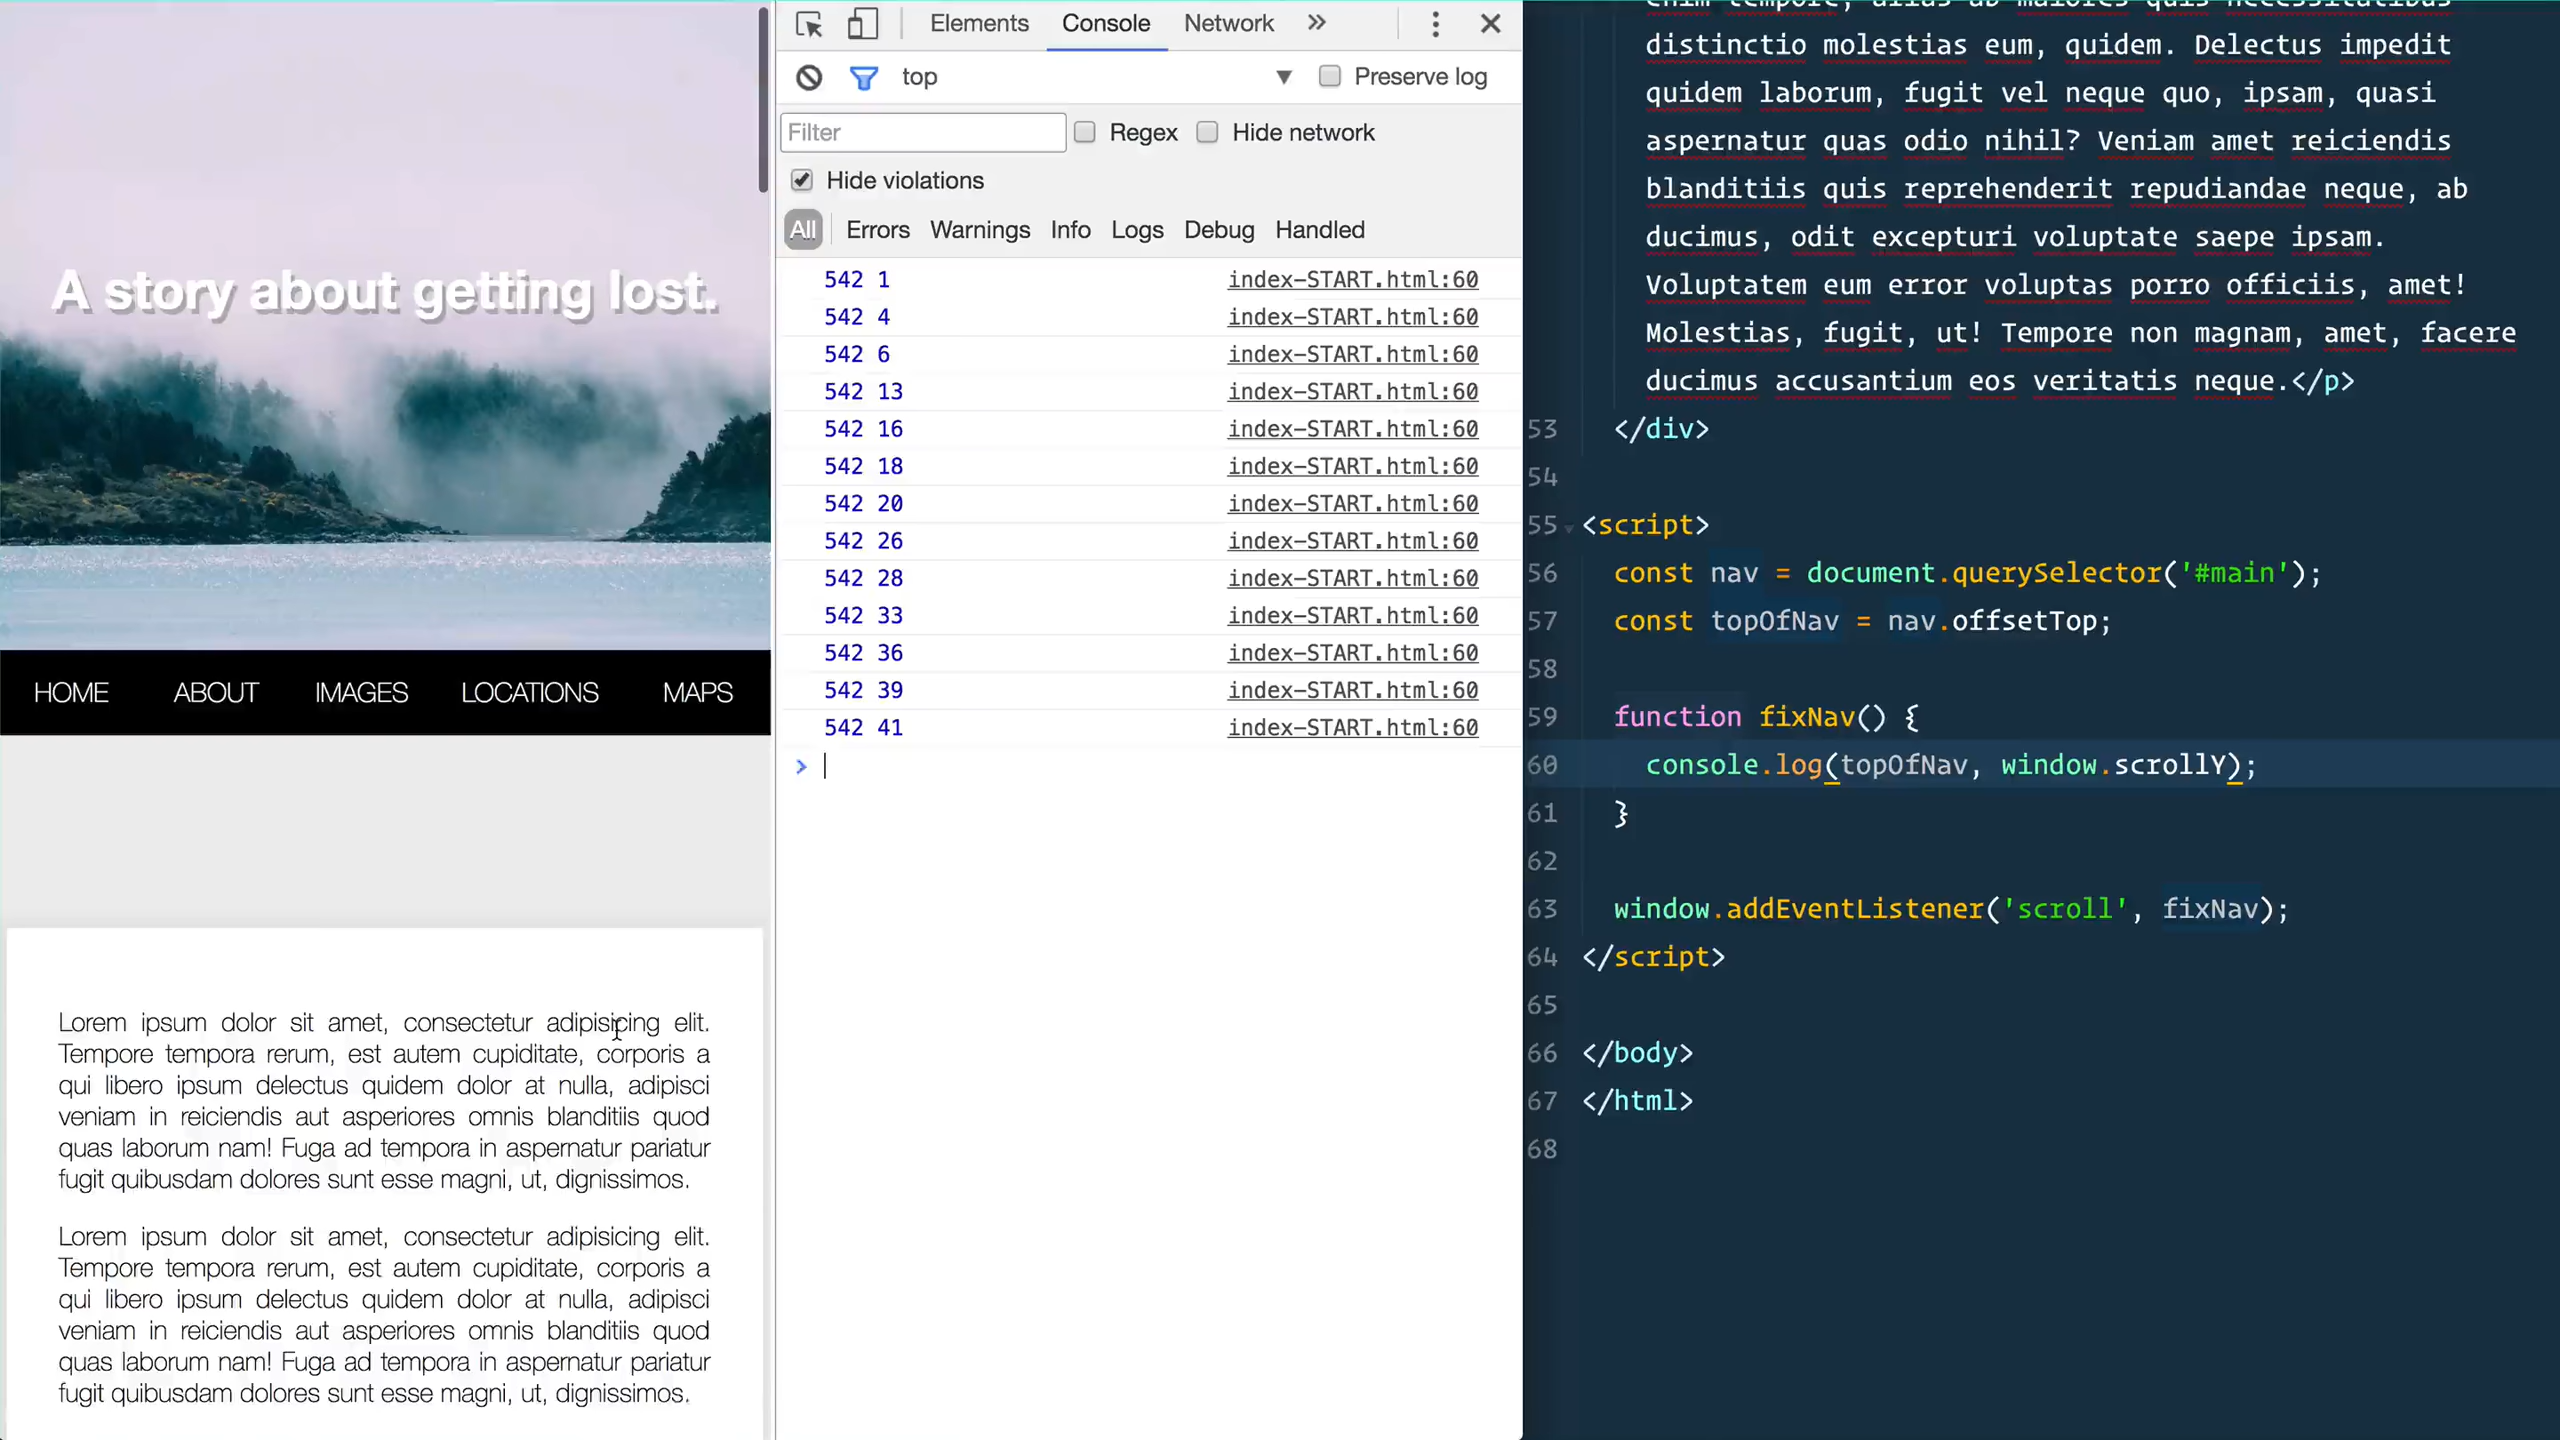 A story about getting lost.
HOME ABOUT IMAGES LOCATIONS MAPS
Lorem ipsum dolor sit amet, consectetur adipisicing elit.
Tempore tempora rerum, est autem cupiditate, corporis a
qui libero ipsum delectus quidem dolor at nulla, adipisci
veniam in reiciendis aut asperiores omnis blanditiis quod
quas laborum nam! Fuga ad tempora in aspernatur pariatur
fugit quibusdam dolores sunt esse magni, ut, dignissimos.
Lorem ipsum dolor sit amet, consectetur adipisicing elit.
Tempore tempora rerum, est autem cupiditate, corporis a
qui libero ipsum delectus quidem dolor at nulla, adipisci
veniam in reiciendis aut asperiores omnis blanditiis quod
quas laborum nam! Fuga ad tempora in aspernatur pariatur
fugit quibusdam dolores sunt esse magni, ut, dignissimos.
Elements Console Network »
top ▼ Preserve log
Filter Regex Hide network
Hide violations
All Errors Warnings Info Logs Debug Handled
542 1 index-START.html:60
542 4 index-START.html:60
542 6 index-START.html:60
542 13 index-START.html:60
542 16 index-START.html:60
542 18 index-START.html:60
542 20 index-START.html:60
542 26 index-START.html:60
542 28 index-START.html:60
542 33 index-START.html:60
542 36 index-START.html:60
542 39 index-START.html:60
542 41 index-START.html:60
>
enim tempore, alias ab maiores quis necessitatibus
distinctio molestias eum, quidem. Delectus impedit
quidem laborum, fugit vel neque quo, ipsam, quasi
aspernatur quas odio nihil? Veniam amet reiciendis
blanditiis quis reprehenderit repudiandae neque, ab
ducimus, odit excepturi voluptate saepe ipsam.
Voluptatem eum error voluptas porro officiis, amet!
Molestias, fugit, ut! Tempore non magnam, amet, facere
ducimus accusantium eos veritatis neque.</p>
53 </div>
54
55 <script>
56 const nav = document.querySelector('#main');
57 const topOfNav = nav.offsetTop;
58
59 function fixNav() {
60 console.log(topOfNav, window.scrollY);
61 }
62
63 window.addEventListener('scroll', fixNav);
64 </script>
65
66 </body>
67 </html>
68